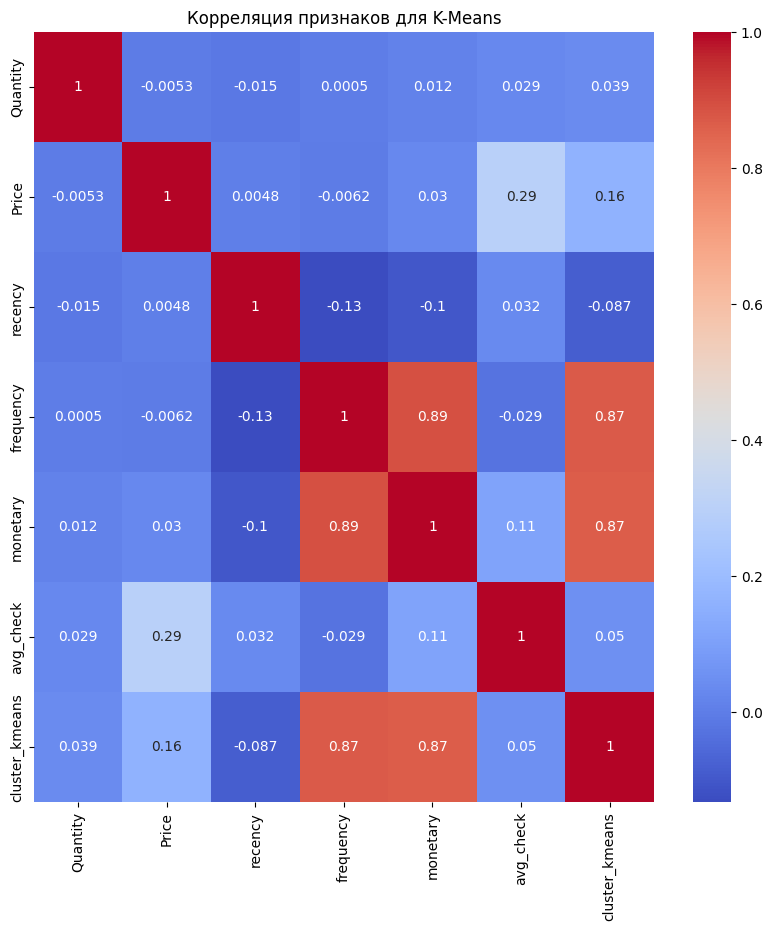 Корреляция признаков для K-Means
Quantity 1 -0.0053 -0.015 0.0005 0.012 0.029 0.039
Price -0.0053 1 0.0048 -0.0062 0.03 0.29 0.16
recency -0.015 0.0048 1 -0.13 -0.1 0.032 -0.087
frequency 0.0005 -0.0062 -0.13 1 0.89 -0.029 0.87
monetary 0.012 0.03 -0.1 0.89 1 0.11 0.87
avg_check 0.029 0.29 0.032 -0.029 0.11 1 0.05
cluster_kmeans 0.039 0.16 -0.087 0.87 0.87 0.05 1
Quantity Price recency frequency monetary avg_check cluster_kmeans
1.0
0.8
0.6
0.4
0.2
0.0